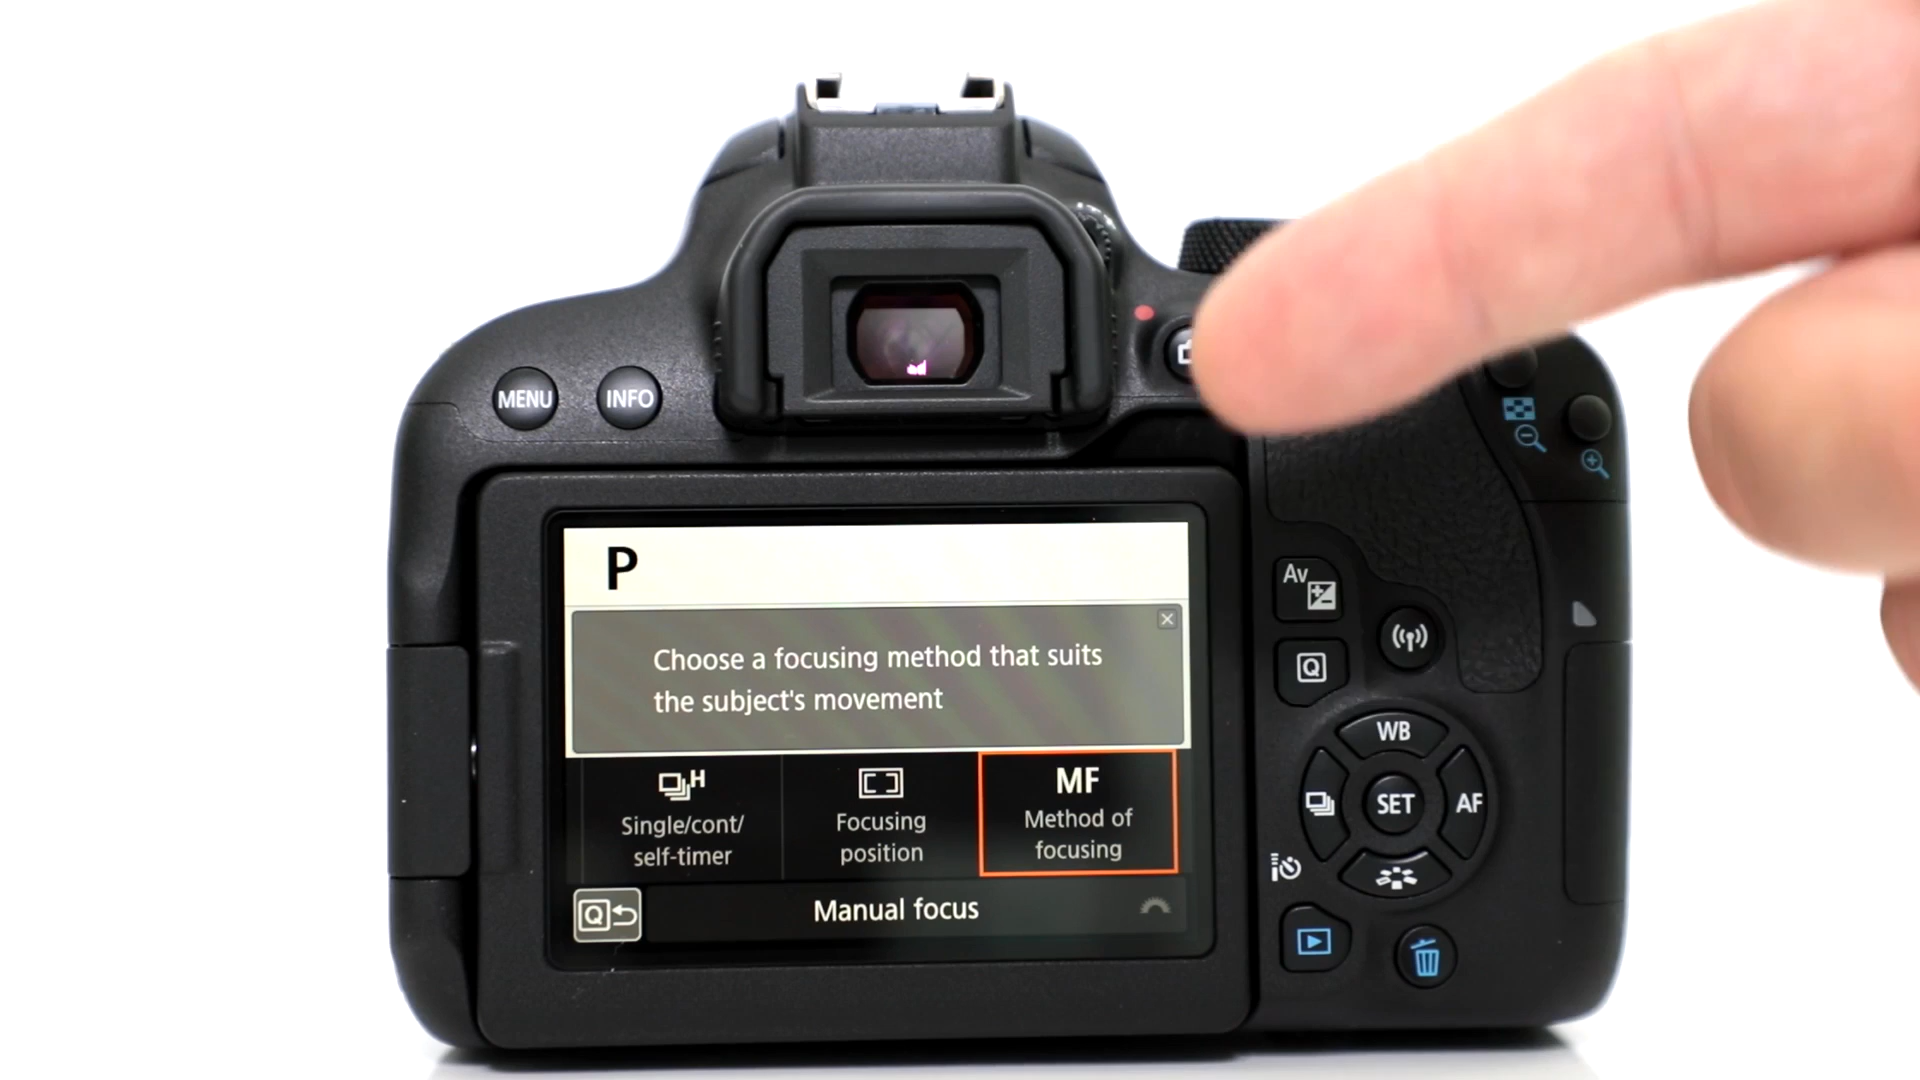 MENU
INFO
P
Choose a focusing method that suits
the subject's movement
H
MF
Single/cont/
self-timer
Focusing
position
Method of
focusing
Q
Manual focus
Av
Q
WB
SET
AF